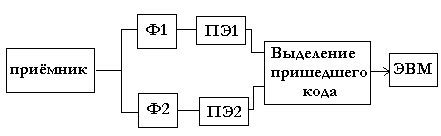 приёмник
Ф1
ПЭ1
Ф2
ПЭ2
Выделение
пришедшего
кода
ЭВМ